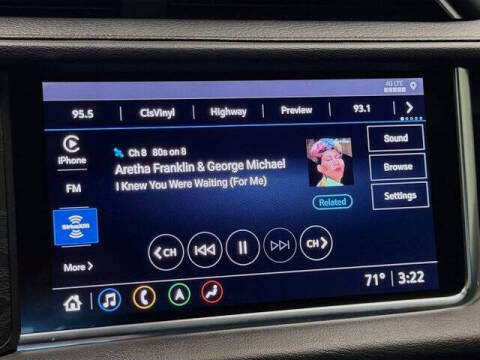 4G LTE
95.5 ClsVinyl Highway Preview 93.1
iPhone
FM
SiriusXM
More
Ch 8 80s on 8
Aretha Franklin & George Michael
I Knew You Were Waiting (For Me)
Related
Sound
Browse
Settings
CH
CH
71° 3:22